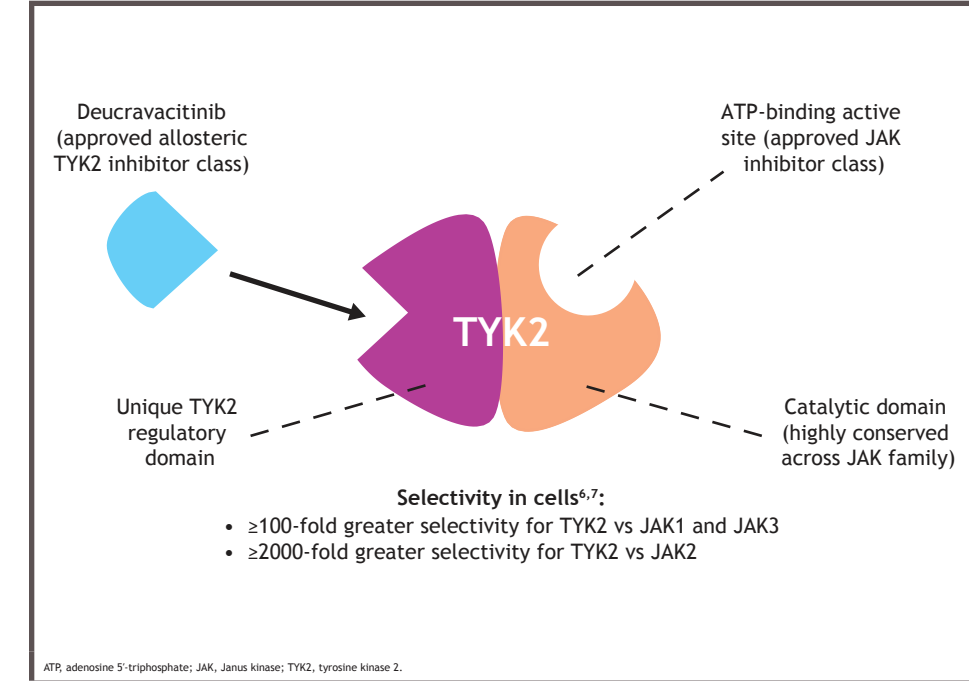 Deucravacitinib
(approved allosteric
TYK2 inhibitor class)
ATP-binding active
site (approved JAK
inhibitor class)
TYK2
Unique TYK2
regulatory
domain
Catalytic domain
(highly conserved
across JAK family)
Selectivity in cells⁶,⁷:
• ≥100-fold greater selectivity for TYK2 vs JAK1 and JAK3
• ≥2000-fold greater selectivity for TYK2 vs JAK2
ATP, adenosine 5′-triphosphate; JAK, Janus kinase; TYK2, tyrosine kinase 2.